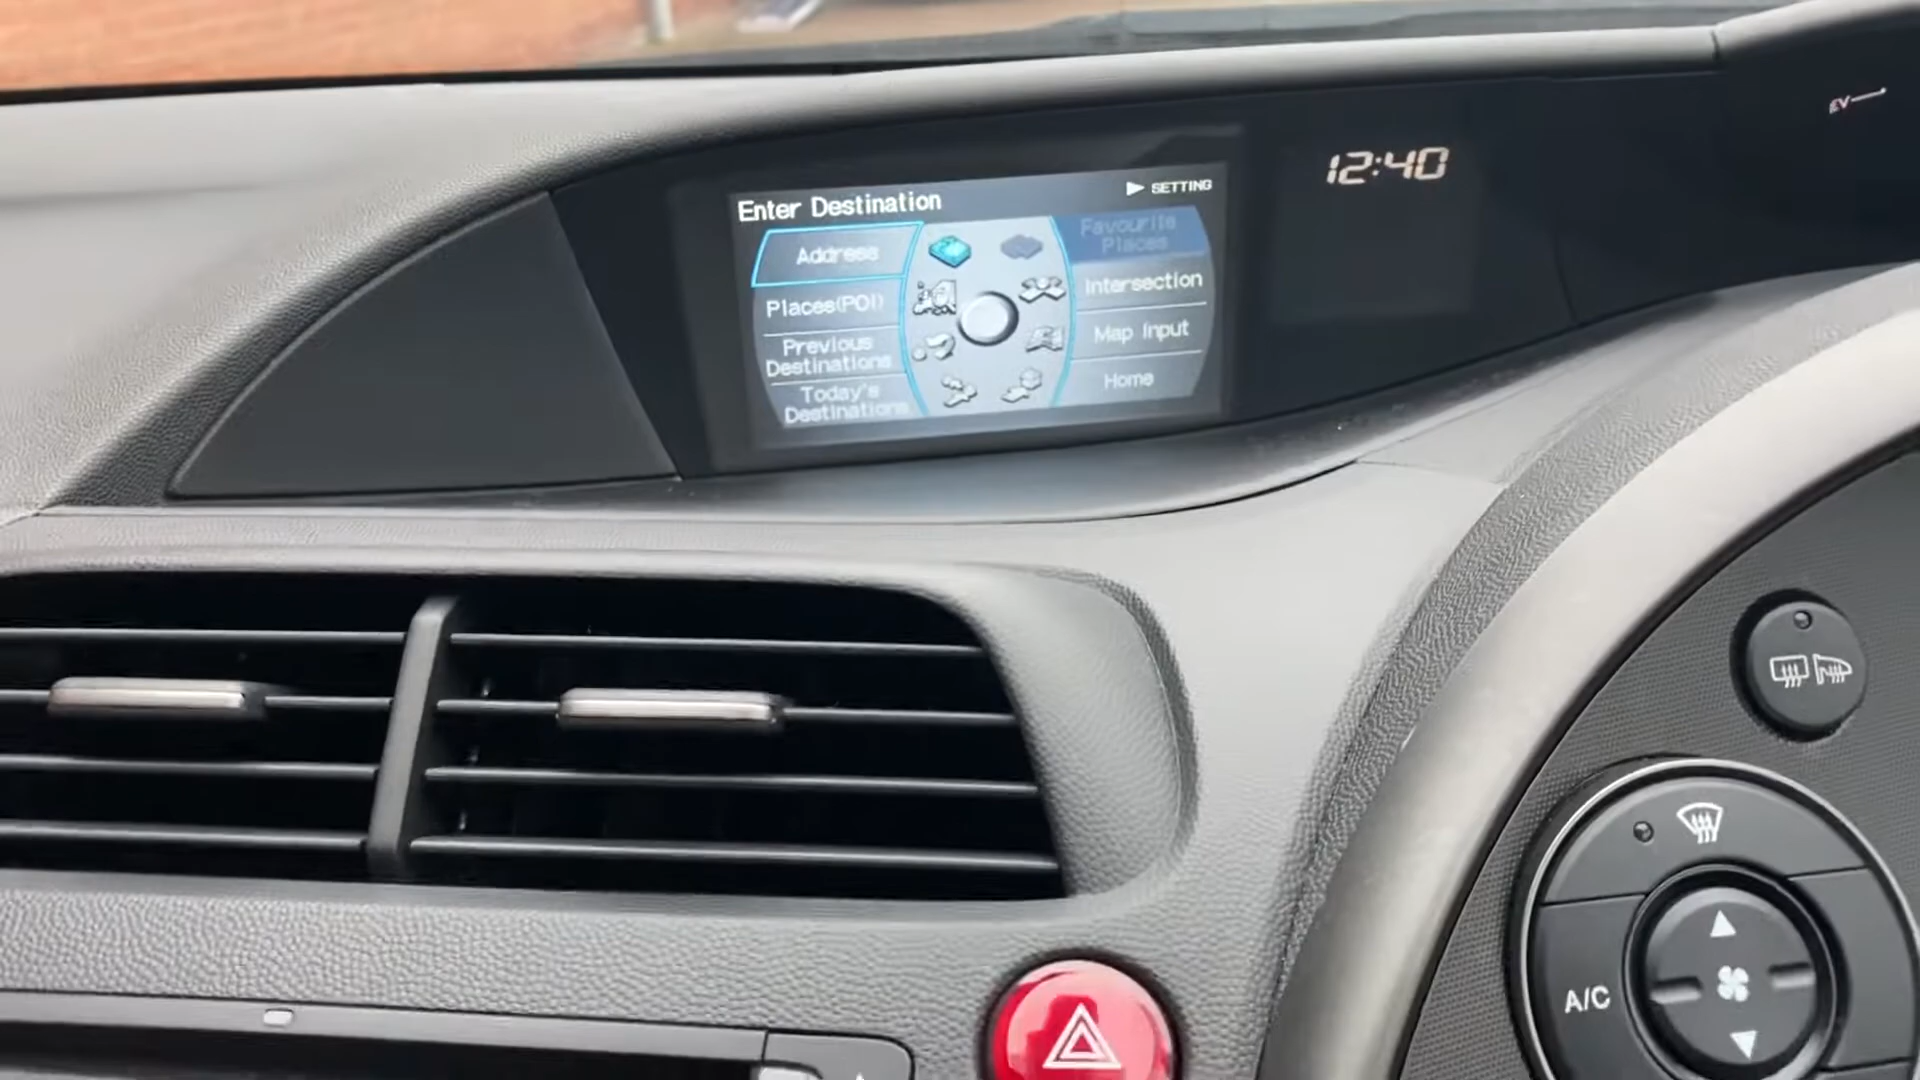 Enter Destination
SETTING
Address
Places(POI)
Previous
Destinations
Today's
Destinations
Favourite
Places
Intersection
Map Input
Home
12:40
A/C